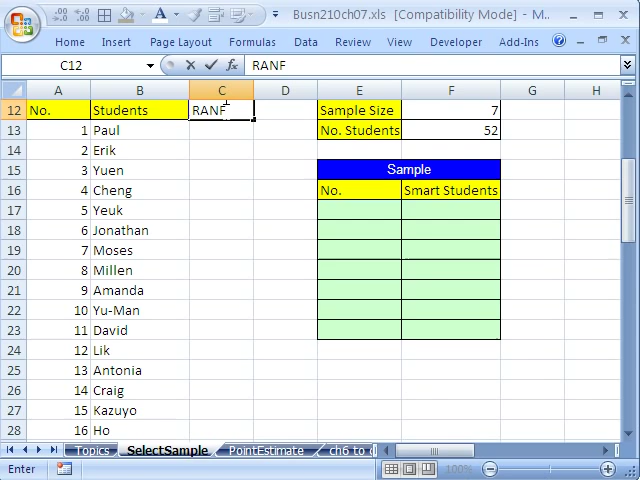 Busn210ch07.xls [Compatibility Mode] - M..
Home Insert Page Layout Formulas Data Review View Developer Add-Ins
C12 RANF
A B C D E F G H
12 No. Students RANF Sample Size 7
13 1 Paul No. Students 52
14 2 Erik
15 3 Yuen Sample
16 4 Cheng No. Smart Students
17 5 Yeuk
18 6 Jonathan
19 7 Moses
20 8 Millen
21 9 Amanda
22 10 Yu-Man
23 11 David
24 12 Lik
25 13 Antonia
26 14 Craig
27 15 Kazuyo
28 16 Ho
Topics SelectSample PointEstimate ch6 to
Enter 100%